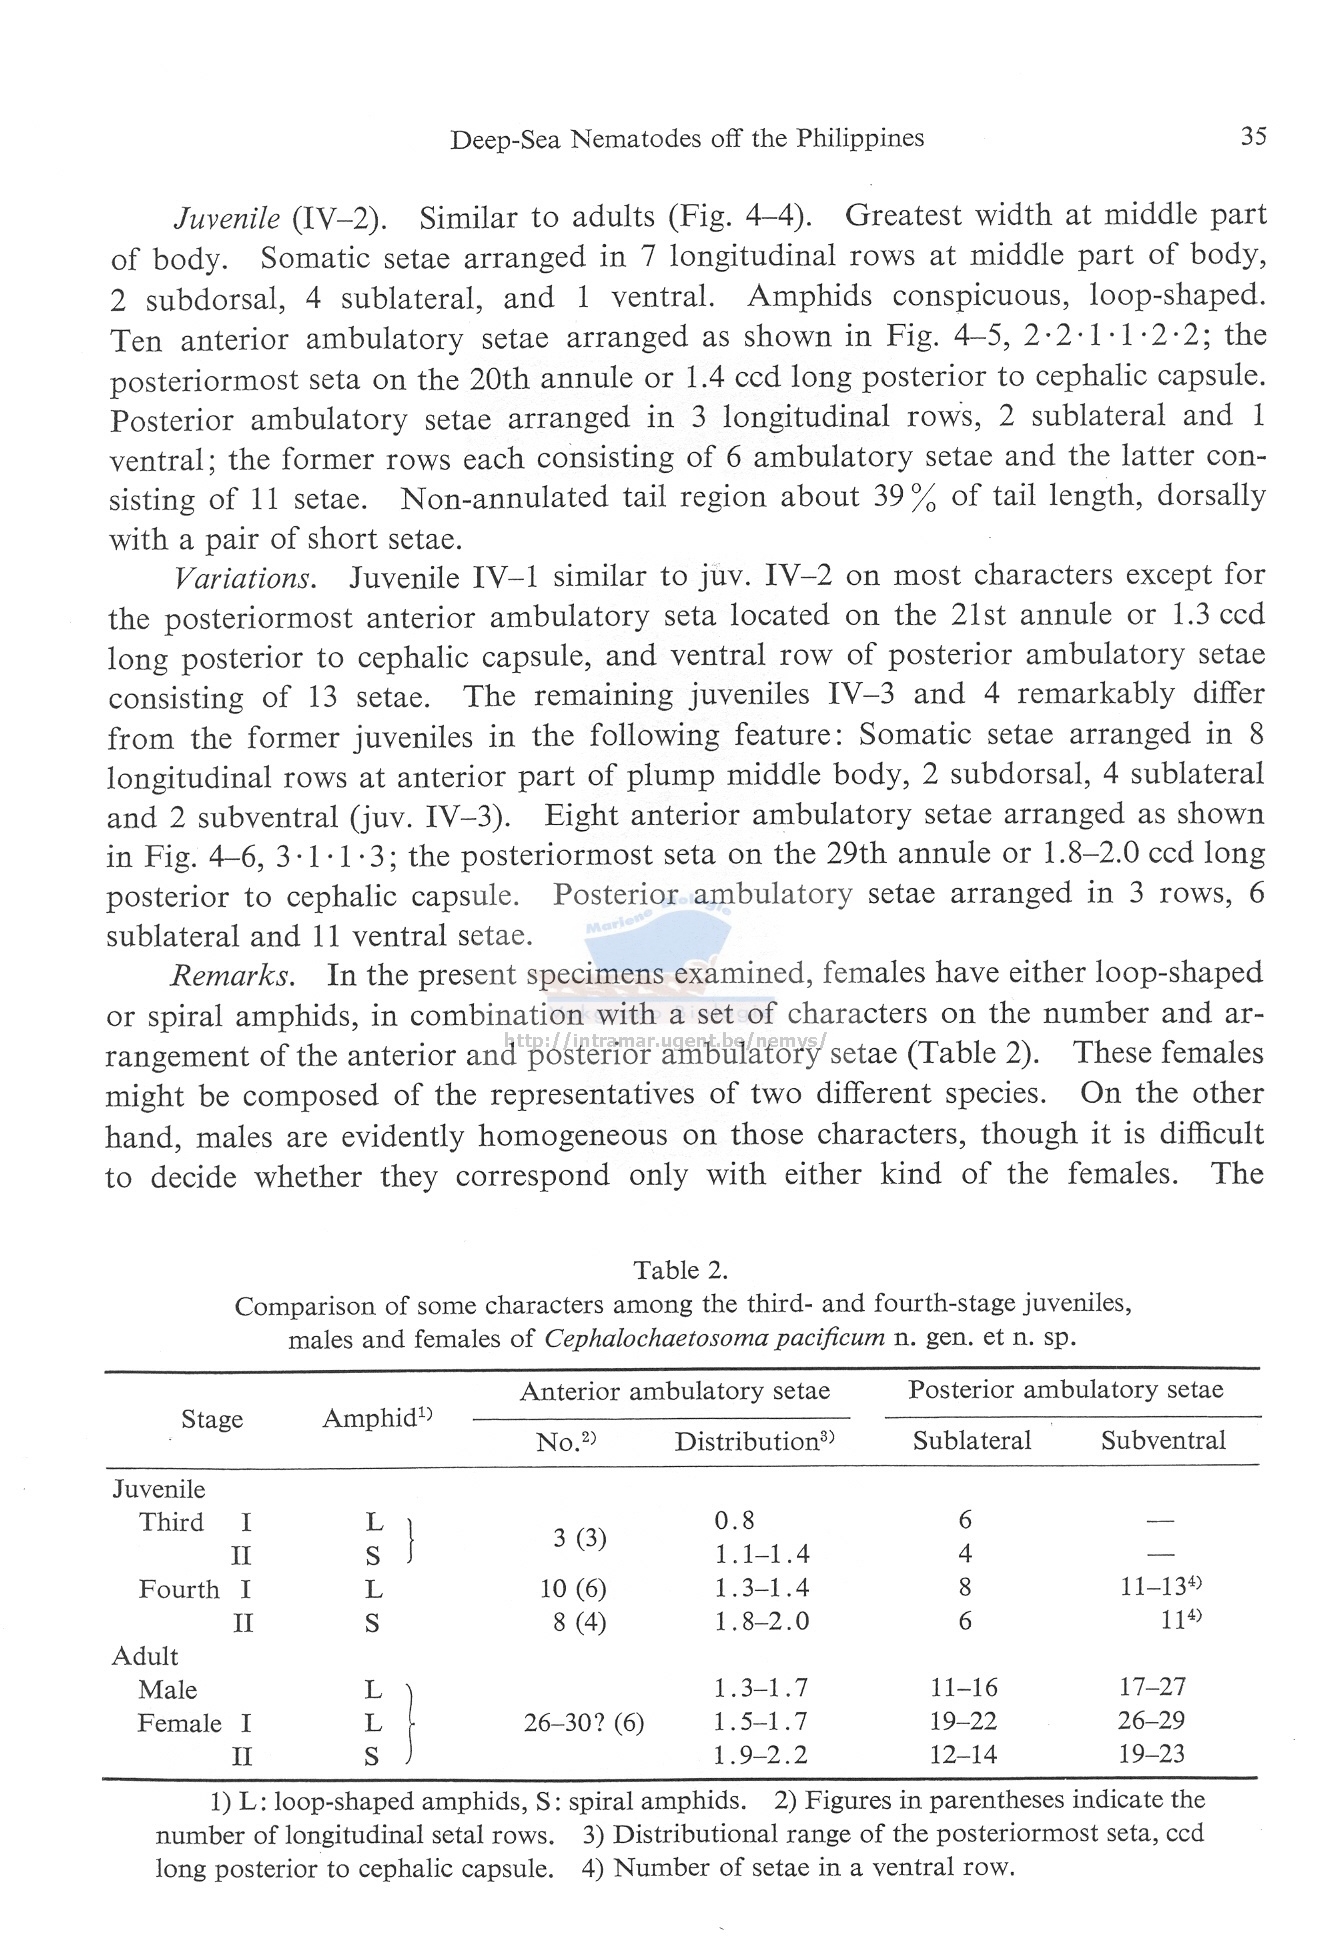 Deep-Sea Nematodes off the Philippines 35
Juvenile (IV–2). Similar to adults (Fig. 4–4). Greatest width at middle part
of body. Somatic setae arranged in 7 longitudinal rows at middle part of body,
2 subdorsal, 4 sublateral, and 1 ventral. Amphids conspicuous, loop-shaped.
Ten anterior ambulatory setae arranged as shown in Fig. 4–5, 2·2·1·1·2·2; the
posteriormost seta on the 20th annule or 1.4 ccd long posterior to cephalic capsule.
Posterior ambulatory setae arranged in 3 longitudinal rows, 2 sublateral and 1
ventral; the former rows each consisting of 6 ambulatory setae and the latter con-
sisting of 11 setae. Non-annulated tail region about 39% of tail length, dorsally
with a pair of short setae.
Variations. Juvenile IV–1 similar to juv. IV–2 on most characters except for
the posteriormost anterior ambulatory seta located on the 21st annule or 1.3 ccd
long posterior to cephalic capsule, and ventral row of posterior ambulatory setae
consisting of 13 setae. The remaining juveniles IV–3 and 4 remarkably differ
from the former juveniles in the following feature: Somatic setae arranged in 8
longitudinal rows at anterior part of plump middle body, 2 subdorsal, 4 sublateral
and 2 subventral (juv. IV–3). Eight anterior ambulatory setae arranged as shown
in Fig. 4–6, 3·1·1·3; the posteriormost seta on the 29th annule or 1.8–2.0 ccd long
posterior to cephalic capsule. Posterior ambulatory setae arranged in 3 rows, 6
sublateral and 11 ventral setae.
Mariene Biologie
Remarks. In the present specimens examined, females have either loop-shaped
or spiral amphids, in combination with a set of characters on the number and ar-
http://intramar.ugent.be/nemys/
rangement of the anterior and posterior ambulatory setae (Table 2). These females
might be composed of the representatives of two different species. On the other
hand, males are evidently homogeneous on those characters, though it is difficult
to decide whether they correspond only with either kind of the females. The
Table 2.
Comparison of some characters among the third- and fourth-stage juveniles,
males and females of Cephalochaetosoma pacificum n. gen. et n. sp.
Anterior ambulatory setae Posterior ambulatory setae
Stage Amphid1)
No.2) Distribution3) Sublateral Subventral
Juvenile
Third I L 0.8 6 —
3 (3)
II S 1.1–1.4 4 —
Fourth I L 10 (6) 1.3–1.4 8 11–134)
II S 8 (4) 1.8–2.0 6 114)
Adult
Male L 1.3–1.7 11–16 17–27
Female I L 26–30? (6) 1.5–1.7 19–22 26–29
II S 1.9–2.2 12–14 19–23
1) L: loop-shaped amphids, S: spiral amphids. 2) Figures in parentheses indicate the
number of longitudinal setal rows. 3) Distributional range of the posteriormost seta, ccd
long posterior to cephalic capsule. 4) Number of setae in a ventral row.